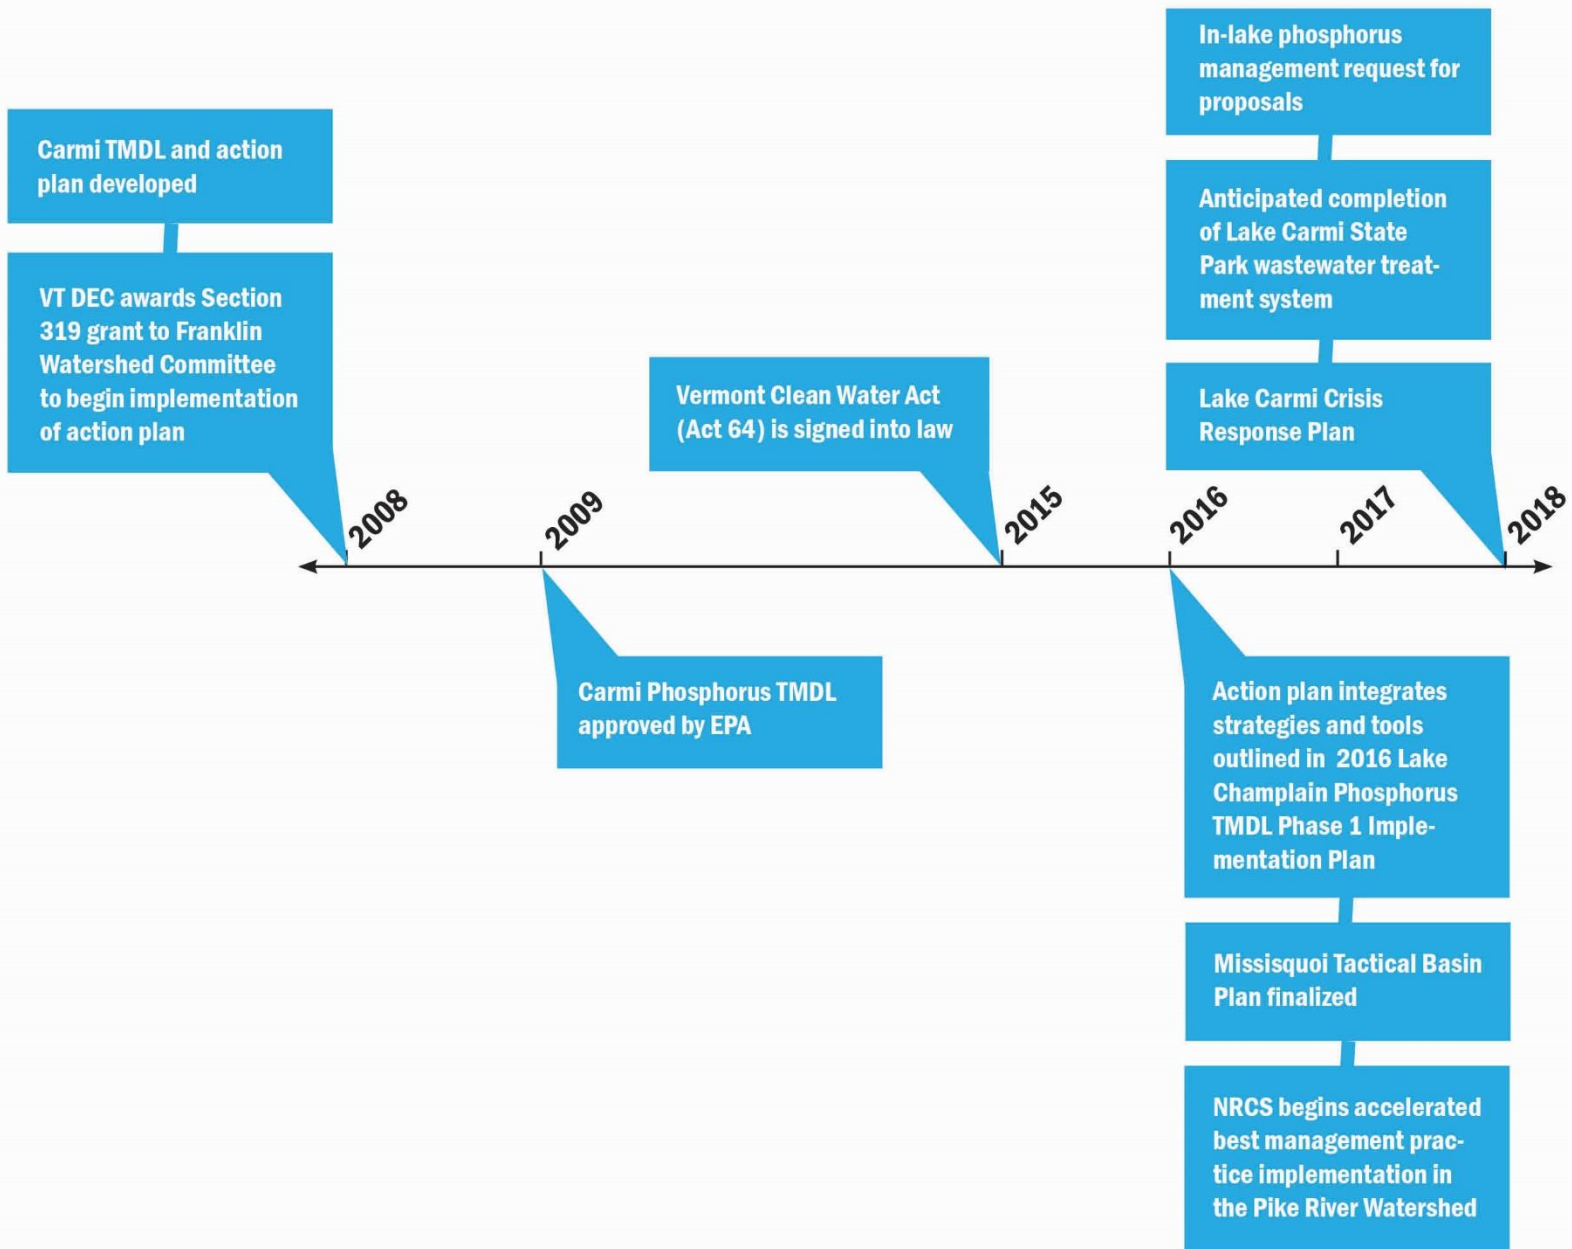 In-lake phosphorus
management request for
proposals
Carmi TMDL and action
plan developed
Anticipated completion
of Lake Carmi State
Park wastewater treat-
ment system
VT DEC awards Section
319 grant to Franklin
Watershed Committee
to begin implementation
of action plan
Vermont Clean Water Act
(Act 64) is signed into law
Lake Carmi Crisis
Response Plan
2008
2009
2015
2016
2017
2018
Carmi Phosphorus TMDL
approved by EPA
Action plan integrates
strategies and tools
outlined in 2016 Lake
Champlain Phosphorus
TMDL Phase 1 Imple-
mentation Plan
Missisquoi Tactical Basin
Plan finalized
NRCS begins accelerated
best management prac-
tice implementation in
the Pike River Watershed